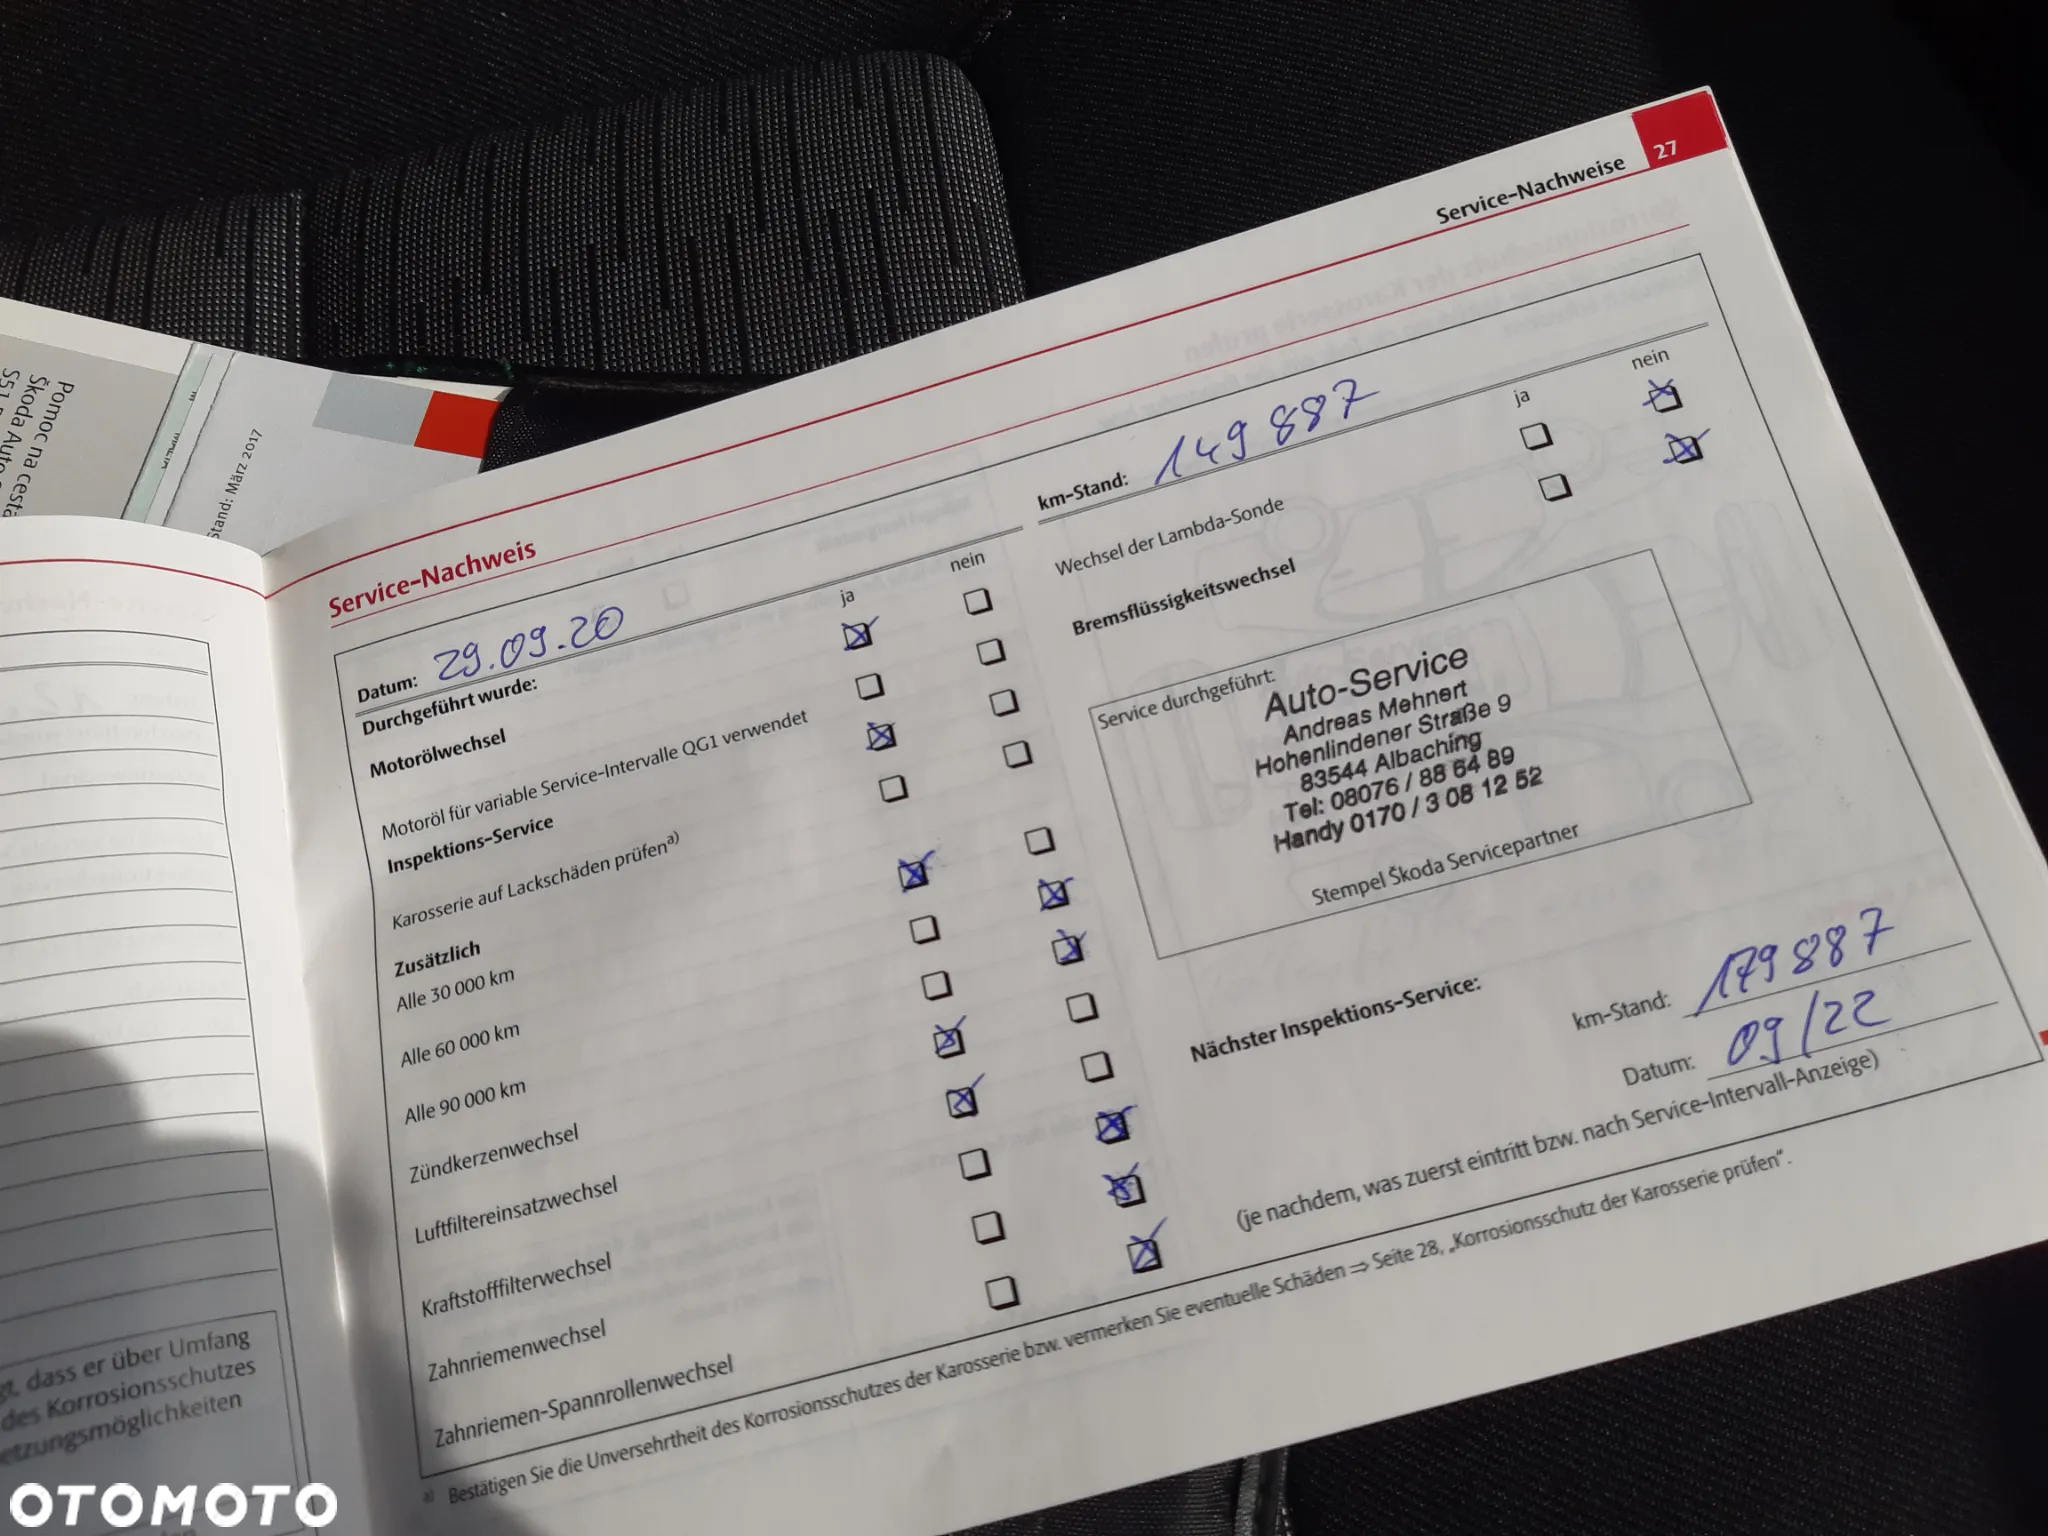 27
Service-Nachweise
Pomoc na cestá
Škoda Auto
Stand: März 2017
Service-Nachweis
Datum: 29.09.20
km-Stand: 149 887
Durchgeführt wurde:
ja nein
Motorölwechsel
Motoröl für variable Service-Intervalle QG1 verwendet
Inspektions-Service
Karosserie auf Lackschäden prüfen a)
Zusätzlich
Alle 30 000 km
Alle 60 000 km
Alle 90 000 km
Zündkerzenwechsel
Luftfiltereinsatzwechsel
Kraftstofffilterwechsel
Zahnriemenwechsel
Zahnriemen-Spannrollenwechsel
ja nein
Wechsel der Lambda-Sonde
Bremsflüssigkeitswechsel
Service durchgeführt:
Auto-Service
Andreas Mehnert
Hohenlindener Straße 9
83544 Albaching
Tel: 08076 / 88 64 89
Handy 0170 / 3 08 12 52
Stempel Škoda Servicepartner
Nächster Inspektions-Service:
km-Stand: 179 887
Datum: 09/22
(je nachdem, was zuerst eintritt bzw. nach Service-Intervall-Anzeige)
a) Bestätigen Sie die Unversehrtheit des Korrosionsschutzes der Karosserie bzw. vermerken Sie eventuelle Schäden ⇒ Seite 28, „Korrosionsschutz der Karosserie prüfen“.
gt, dass er über Umfang
des Korrosionsschutzes
etzungsmöglichkeiten
OTOMOTO